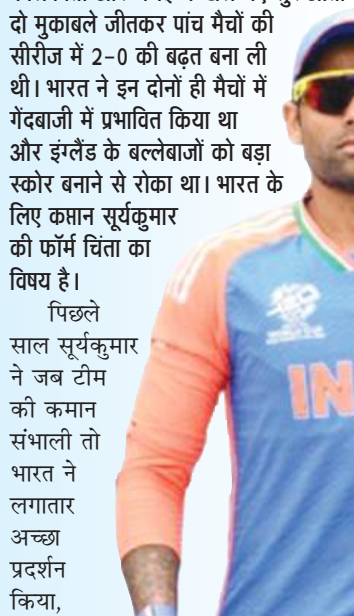 दो मुकाबले जीतकर पांच मैचों की
सीरीज में 2-0 की बढ़त बना ली
थी। भारत ने इन दोनों ही मैचों में
गेंदबाजी में प्रभावित किया था
और इंग्लैंड के बल्लेबाजों को बड़ा
स्कोर बनाने से रोका था। भारत के
लिए कप्तान सूर्यकुमार
की फॉर्म चिंता का
विषय है।
पिछले
साल सूर्यकुमार
ने जब टीम
की कमान
संभाली तो
भारत ने
लगातार
अच्छा
प्रदर्शन
किया,
IN